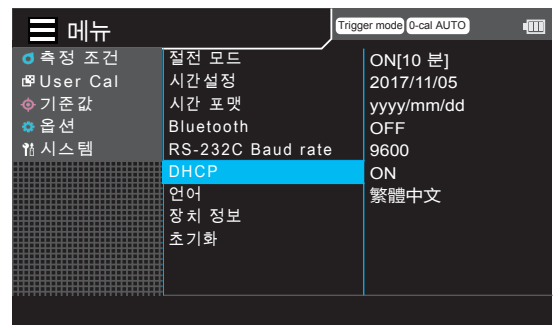 메뉴
Trigger mode 0-cal AUTO
측정 조건
User Cal
기준값
옵션
시스템
절전 모드 ON[10 분]
시간설정 2017/11/05
시간 포맷 yyyy/mm/dd
Bluetooth OFF
RS-232C Baud rate 9600
DHCP ON
언어 繁體中文
장치 정보
초기화